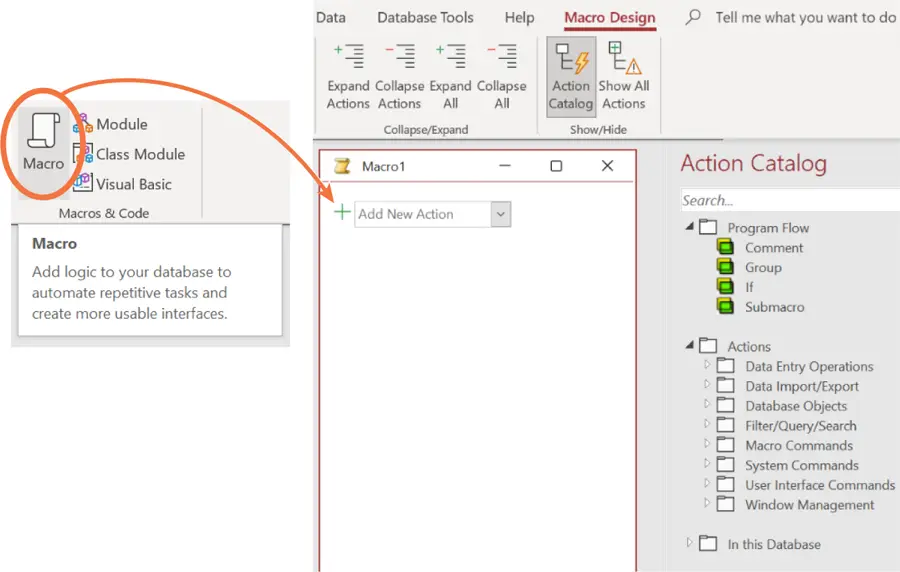 Data Database Tools Help Macro Design Tell me what you want to do
Expand Actions
Collapse Actions
Expand All
Collapse All
Action Catalog
Show All Actions
Collapse/Expand
Show/Hide
Macro
Module
Class Module
Visual Basic
Macros & Code
Macro
Add logic to your database to
automate repetitive tasks and
create more usable interfaces.
Macro1
Add New Action
Action Catalog
Search...
Program Flow
Comment
Group
If
Submacro
Actions
Data Entry Operations
Data Import/Export
Database Objects
Filter/Query/Search
Macro Commands
System Commands
User Interface Commands
Window Management
In this Database